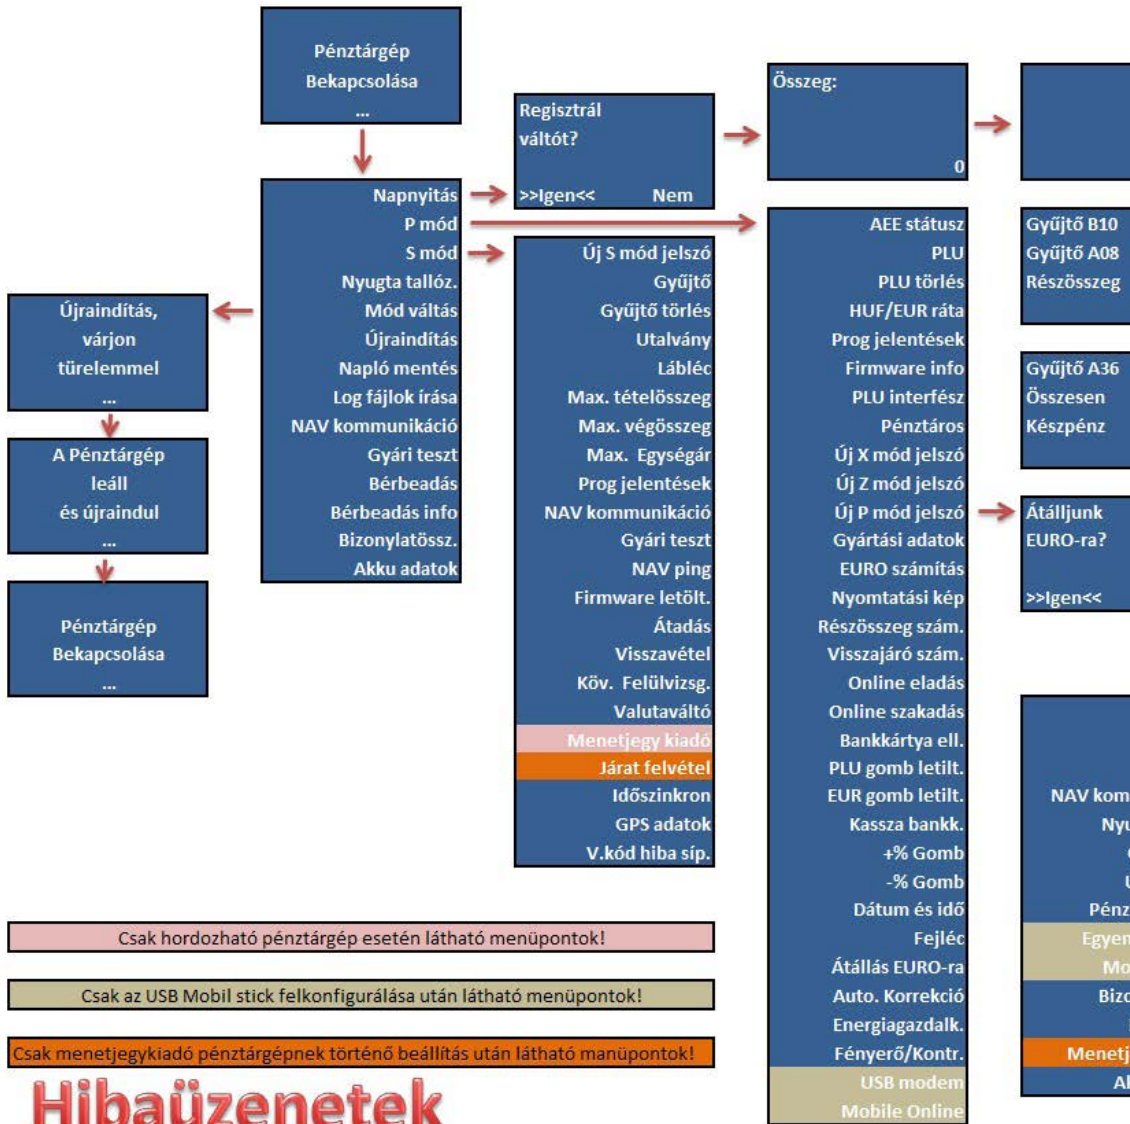 Pénztárgép
Bekapcsolása
...
Napnyitás
P mód
S mód
Nyugta tallóz.
Mód váltás
Újraindítás
Napló mentés
Log fájlok írása
NAV kommunikáció
Gyári teszt
Bérbeadás
Bérbeadás info
Bizonylatössz.
Akku adatok
Újraindítás,
várjon
türelemmel
...
A Pénztárgép
leáll
és újraindul
...
Pénztárgép
Bekapcsolása
...
Regisztrál
váltót?
>>Igen<< Nem
Új S mód jelszó
Gyűjtő
Gyűjtő törlés
Utalvány
Lábléc
Max. tételösszeg
Max. végösszeg
Max. Egységár
Prog jelentések
NAV kommunikáció
Gyári teszt
NAV ping
Firmware letölt.
Átadás
Visszavétel
Köv. Felülvizsg.
Valutaváltó
Menetjegy kiadó
Járat felvétel
Időszinkron
GPS adatok
V.kód hiba síp.
Összeg:
0
AEE státusz
PLU
PLU törlés
HUF/EUR ráta
Prog jelentések
Firmware info
PLU interfész
Pénztáros
Új X mód jelszó
Új Z mód jelszó
Új P mód jelszó
Gyártási adatok
EURO számítás
Nyomtatási kép
Részösszeg szám.
Visszajáró szám.
Online eladás
Online szakadás
Bankkártya ell.
PLU gomb letilt.
EUR gomb letilt.
Kassza bankk.
+% Gomb
-% Gomb
Dátum és idő
Fejléc
Átállás EURO-ra
Auto. Korrekció
Energiagazdalk.
Fényerő/Kontr.
USB modem
Mobile Online
Gyűjtő B10
Gyűjtő A08
Részösszeg
Gyűjtő A36
Összesen
Készpénz
Átálljunk
EURO-ra?
>>Igen<<
NAV kom
Pénz
Egyen
Mo
Menetj
Csak hordozható pénztárgép esetén látható menüpontok!
Csak az USB Mobil stick felkonfigurálása után látható menüpontok!
Csak menetjegykiadó pénztárgépnek történő beállítás után látható manüpontok!
Hibaüzenetek